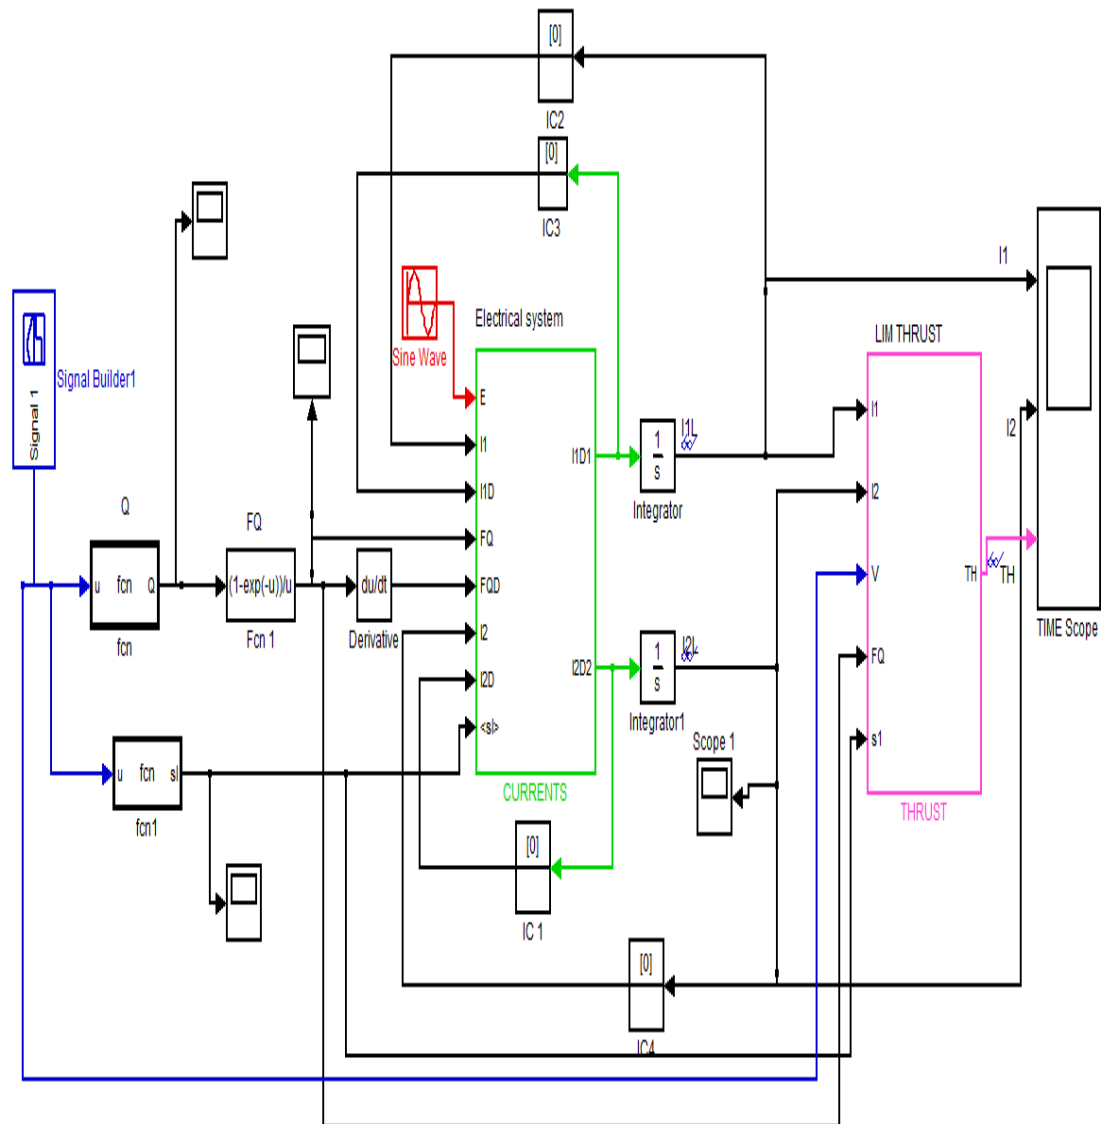 [0]
IC2
[0]
IC3
I1
Sine Wave
Electrical system
LIM THRUST
Signal 1
Signal Builder1
E
I1
I1D
FQ
FQD
I2
I2D
<sl>
I1D1
I2D2
CURRENTS
1
s
I1L
Integrator
1
s
I2L
Integrator1
I1
I2
V
FQ
s1
TH
THRUST
I2
TH
TIME Scope
Q
u fcn Q
fcn
FQ
(1-exp(-u))/u
Fcn 1
du/dt
Derivative
u fcn sl
fcn1
Scope 1
[0]
IC 1
[0]
IC4